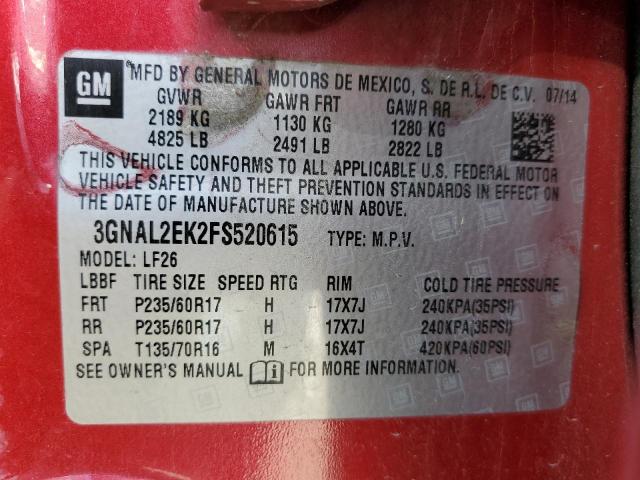 GM MFD BY GENERAL MOTORS DE MEXICO, S. DE R.L. DE C.V. 07/14
GVWR GAWR FRT GAWR RR
2189 KG 1130 KG 1280 KG
4825 LB 2491 LB 2822 LB
THIS VEHICLE CONFORMS TO ALL APPLICABLE U.S. FEDERAL MOTOR
VEHICLE SAFETY AND THEFT PREVENTION STANDARDS IN EFFECT ON
THE DATE OF MANUFACTURE SHOWN ABOVE.
3GNAL2EK2FS520615 TYPE: M.P.V.
MODEL: LF26
LBBF TIRE SIZE SPEED RTG RIM COLD TIRE PRESSURE
FRT P235/60R17 H 17X7J 240KPA(35PSI)
RR P235/60R17 H 17X7J 240KPA(35PSI)
SPA T135/70R16 M 16X4T 420KPA(60PSI)
SEE OWNER'S MANUAL FOR MORE INFORMATION.